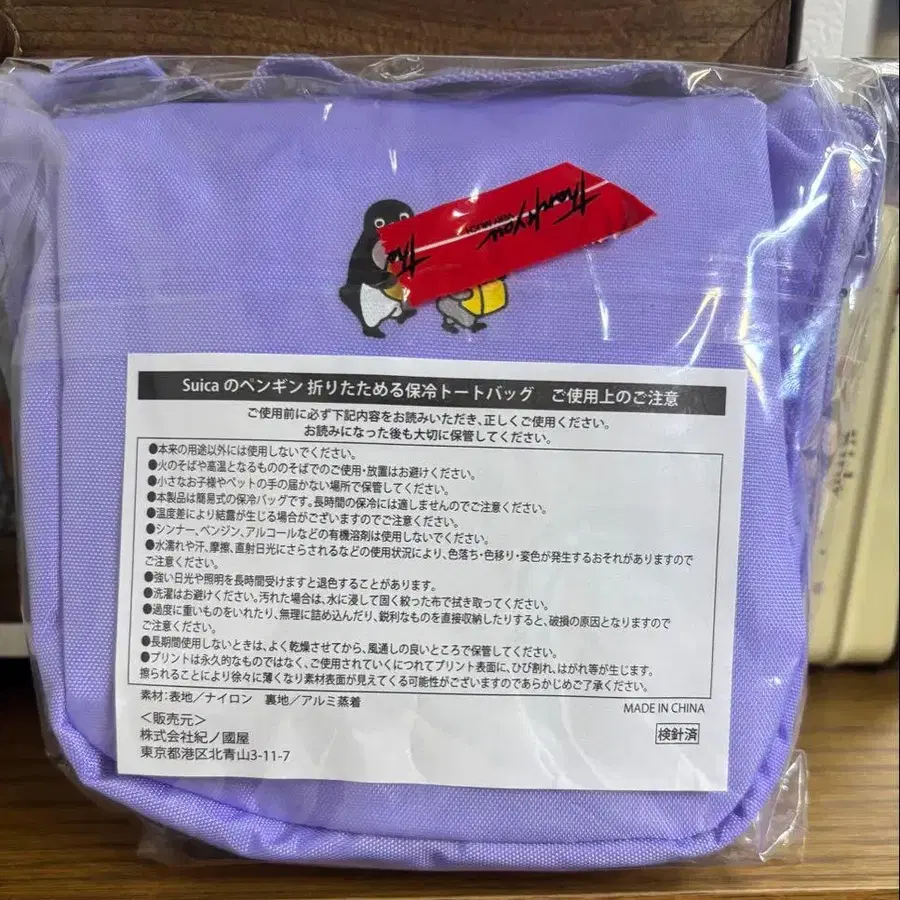 Thank you
VERY MUCH
The
Suica のペンギン 折りたためる保冷トートバッグ　ご使用上のご注意
ご使用前に必ず下記内容をお読みいただき、正しくご使用ください。
お読みになった後も大切に保管してください。
●本来の用途以外には使用しないでください。
●火のそばや高温となるもののそばでのご使用・放置はお避けください。
●小さなお子様やペットの手の届かない場所で保管してください。
●本製品は簡易式の保冷バッグです。長時間の保冷には適しませんのでご注意ください。
●温度差により結露が生じる場合がございますのでご注意ください。
●シンナー、ベンジン、アルコールなどの有機溶剤は使用しないでください。
●水濡れや汗、摩擦、直射日光にさらされるなどの使用状況により、色落ち・色移り・変色が発生するおそれがありますので
ご注意ください。
●強い日光や照明を長時間受けますと退色することがあります。
●洗濯はお避けください。汚れた場合は、水に浸して固く絞った布で拭き取ってください。
●過度に重いものをいれたり、無理に詰め込んだり、鋭利なものを直接収納したりすると、破損の原因となりますので
ご注意ください。
●長期間使用しないときは、よく乾燥させてから、風通しの良いところで保管してください。
●プリントは永久的なものではなく、ご使用されていくにつれてプリント表面に、ひび割れ、はがれ等が生じます。
擦られることにより徐々に薄くなり素材表面が見えてくる可能性がございますのであらかじめご了承ください。
素材：表地/ナイロン　裏地/アルミ蒸着
MADE IN CHINA
＜販売元＞
株式会社紀ノ國屋
検針済
東京都港区北青山3-11-7